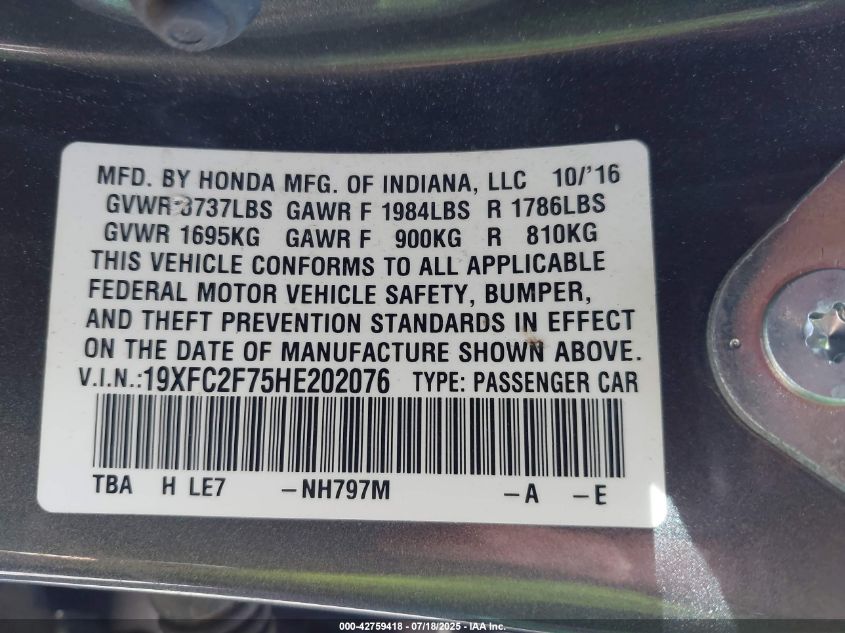 MFD. BY HONDA MFG. OF INDIANA, LLC 10/'16
GVWR 3737LBS GAWR F 1984LBS R 1786LBS
GVWR 1695KG GAWR F 900KG R 810KG
THIS VEHICLE CONFORMS TO ALL APPLICABLE
FEDERAL MOTOR VEHICLE SAFETY, BUMPER,
AND THEFT PREVENTION STANDARDS IN EFFECT
ON THE DATE OF MANUFACTURE SHOWN ABOVE.
V.I.N.:19XFC2F75HE202076 TYPE: PASSENGER CAR
TBA H LE7 -NH797M -A -E
000-42759418 - 07/18/2025 - IAA Inc.